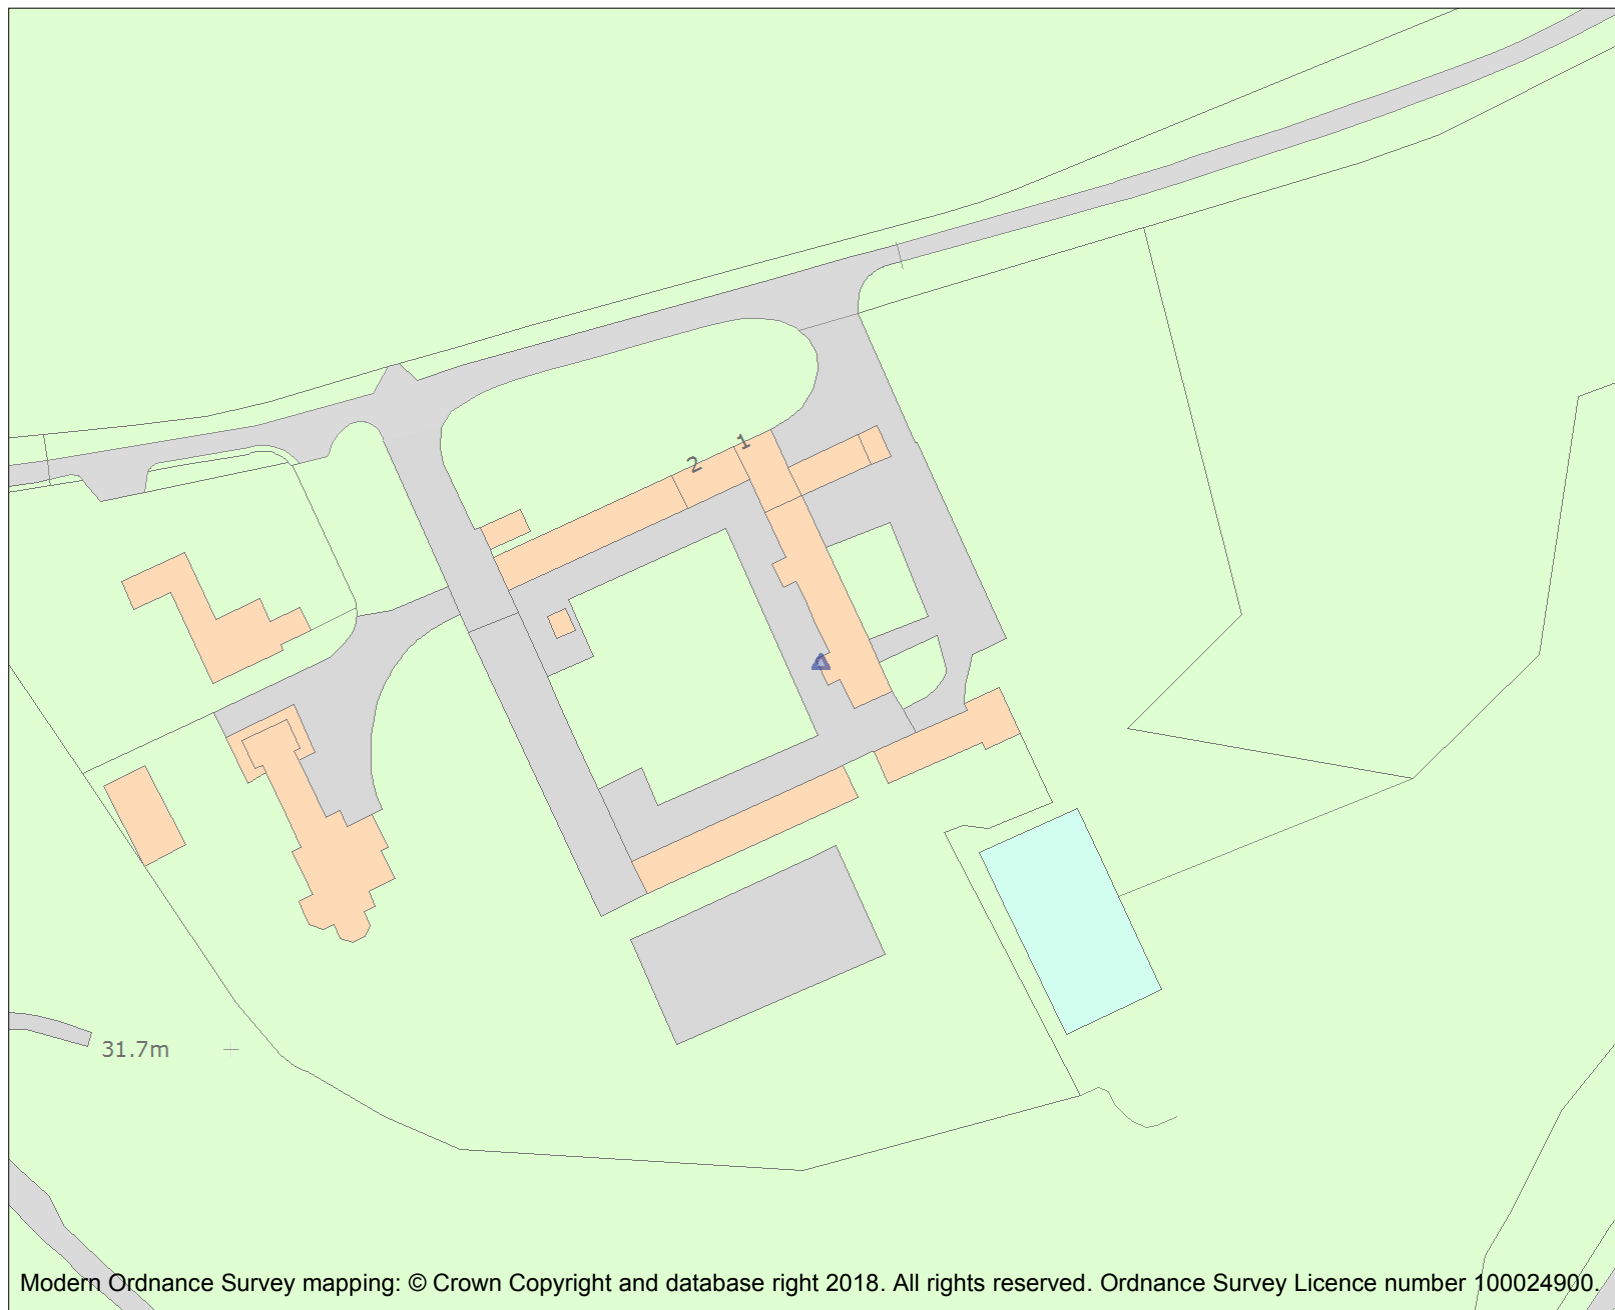 1
2
31.7m
Modern Ordnance Survey mapping: © Crown Copyright and database right 2018. All rights reserved. Ordnance Survey Licence number 100024900.